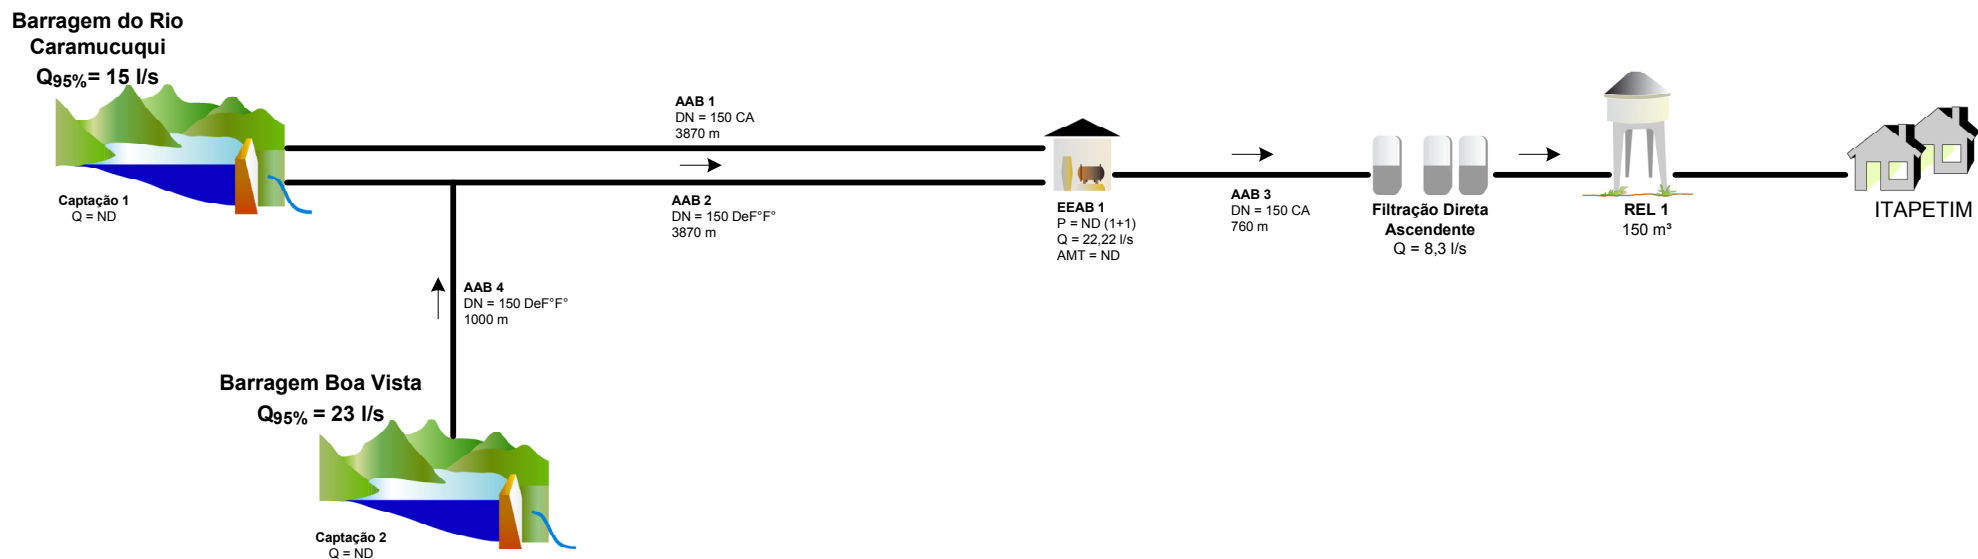 Barragem do Rio
Caramucuqui
Q95%= 15 l/s
Captação 1
Q = ND
AAB 1
DN = 150 CA
3870 m
AAB 2
DN = 150 DeF°F°
3870 m
AAB 4
DN = 150 DeF°F°
1000 m
Barragem Boa Vista
Q95% = 23 l/s
Captação 2
Q = ND
EEAB 1
P = ND (1+1)
Q = 22,22 l/s
AMT = ND
AAB 3
DN = 150 CA
760 m
Filtração Direta
Ascendente
Q = 8,3 l/s
REL 1
150 m³
ITAPETIM